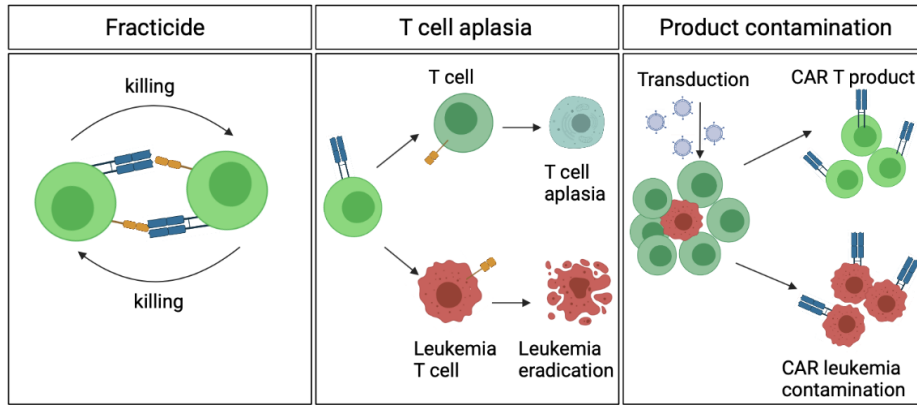 Fracticide
T cell aplasia
Product contamination
killing
killing
T cell
T cell
aplasia
Leukemia
T cell
Leukemia
eradication
Transduction
CAR T product
CAR leukemia
contamination